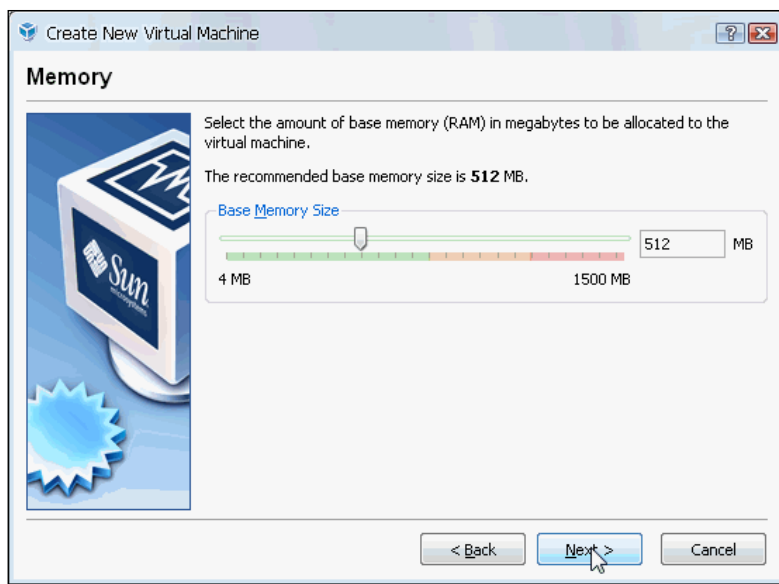 Create New Virtual Machine
Memory
Select the amount of base memory (RAM) in megabytes to be allocated to the
virtual machine.
The recommended base memory size is 512 MB.
Base Memory Size
512 MB
4 MB 1500 MB
Sun
microsystems
< Back Next > Cancel